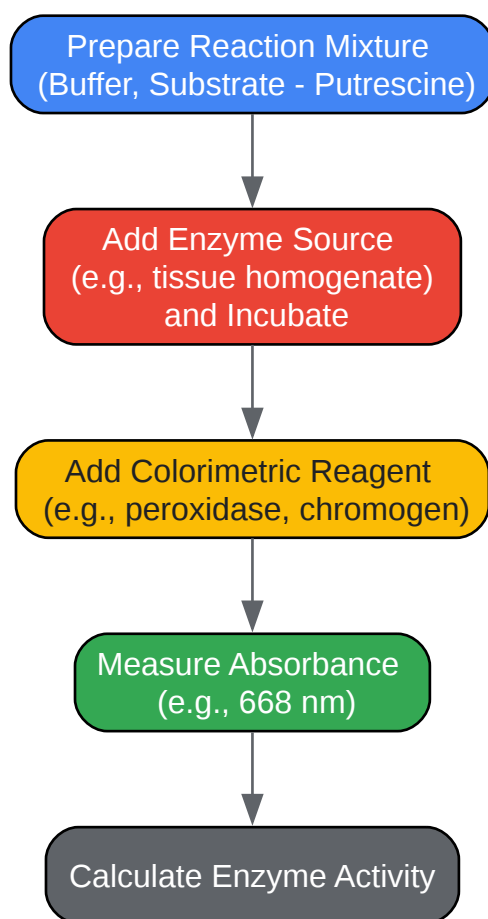 Prepare Reaction Mixture
(Buffer, Substrate - Putrescine)
Add Enzyme Source
(e.g., tissue homogenate)
and Incubate
Add Colorimetric Reagent
(e.g., peroxidase, chromogen)
Measure Absorbance
(e.g., 668 nm)
Calculate Enzyme Activity